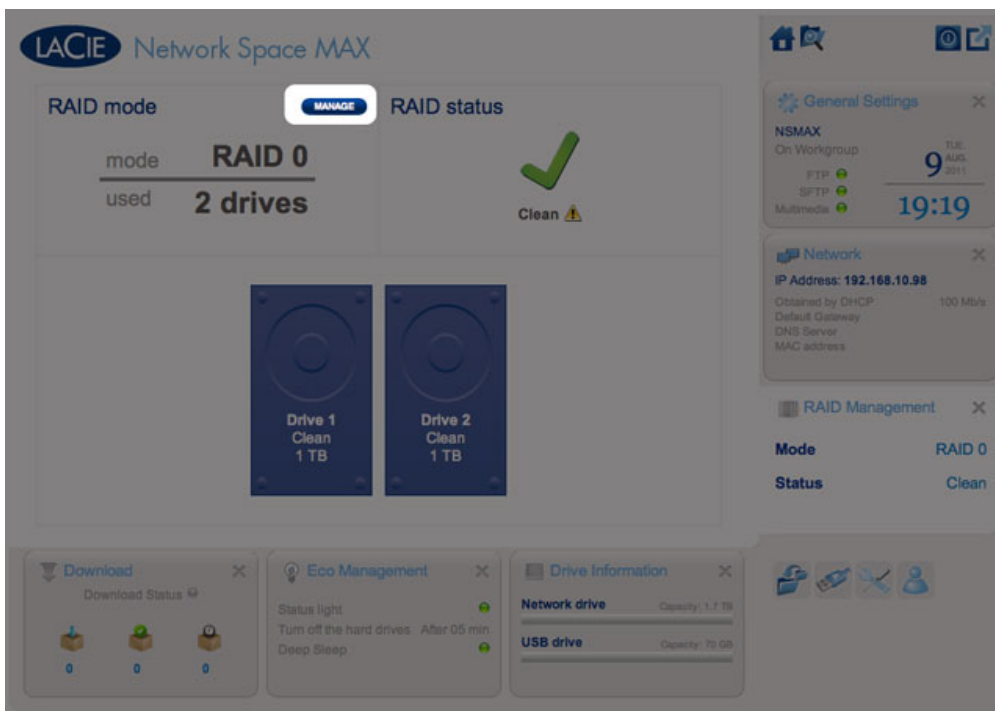 LACIE Network Space MAX
RAID mode
MANAGE
mode RAID 0
used 2 drives
RAID status
Clean
Drive 1
Clean
1 TB
Drive 2
Clean
1 TB
General Settings
NSMAX
On Workgroup
FTP
SFTP
Multimedia
9
TUE.
AUG.
2011
19:19
Network
IP Address: 192.168.10.98
Obtained by DHCP 100 Mb/s
Default Gateway
DNS Server
MAC address
RAID Management
Mode RAID 0
Status Clean
Download
Download Status
0 0 0
Eco Management
Status light
Turn off the hard drives After 05 min
Deep Sleep
Drive Information
Network drive Capacity: 1.7 TB
USB drive Capacity: 70 GB